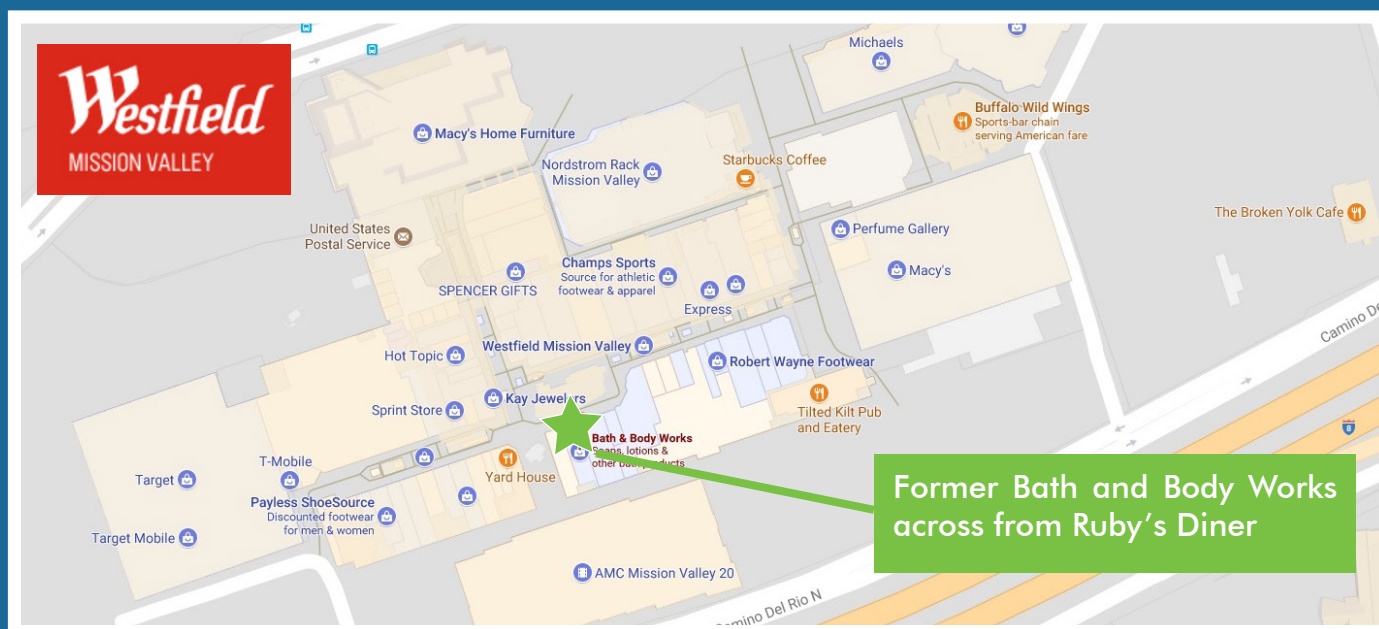 Westfield
MISSION VALLEY
Michaels
Buffalo Wild Wings
Sports-bar chain
serving American fare
Macy's Home Furniture
Nordstrom Rack
Mission Valley
Starbucks Coffee
The Broken Yolk Cafe
United States
Postal Service
Perfume Gallery
Champs Sports
Source for athletic
footwear & apparel
Macy's
SPENCER GIFTS
Express
Camino De
Westfield Mission Valley
Hot Topic
Robert Wayne Footwear
Kay Jewelers
Sprint Store
Tilted Kilt Pub
and Eatery
8
Bath & Body Works
Soaps, lotions &
other bath products
T-Mobile
Yard House
Target
Payless ShoeSource
Discounted footwear
for men & women
Target Mobile
Former Bath and Body Works
across from Ruby's Diner
AMC Mission Valley 20
Camino Del Rio N